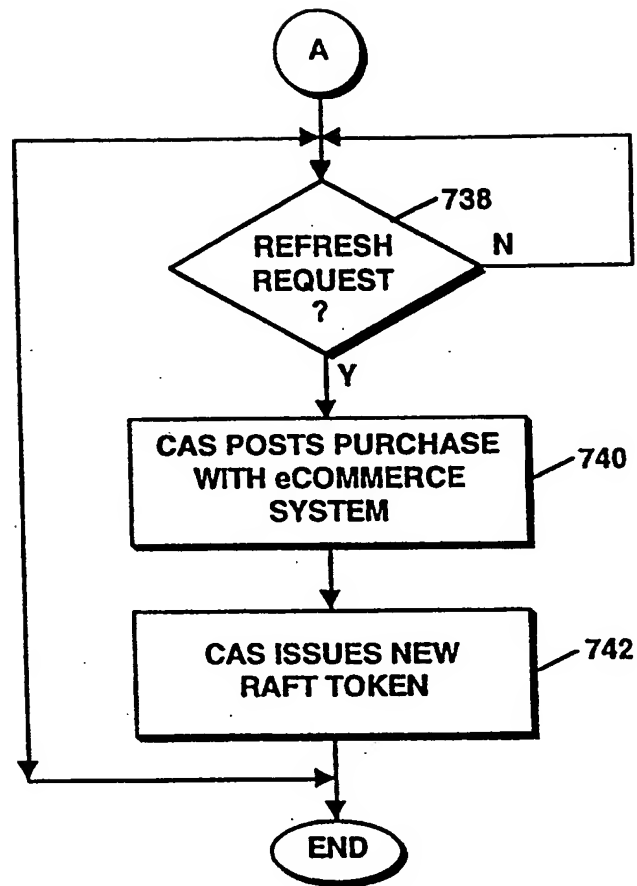 A
738
REFRESH
REQUEST
?
N
Y
CAS POSTS PURCHASE
WITH eCOMMERCE
SYSTEM
740
CAS ISSUES NEW
RAFT TOKEN
742
END